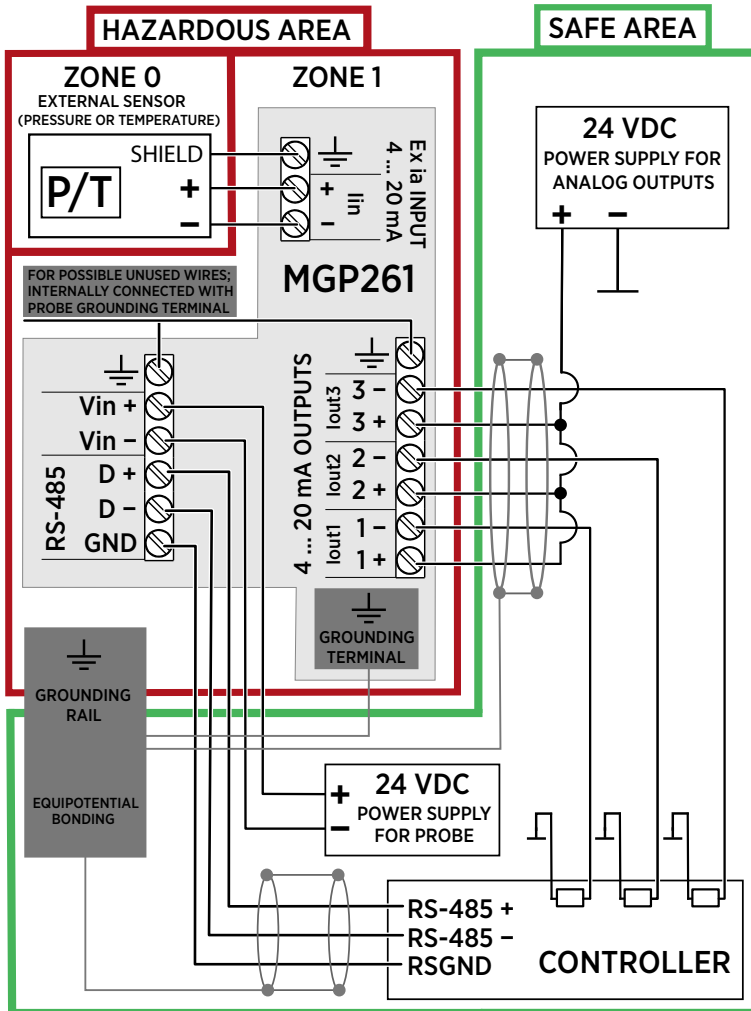 HAZARDOUS AREA
SAFE AREA
ZONE 0
EXTERNAL SENSOR
(PRESSURE OR TEMPERATURE)
P/T
SHIELD
+
−
ZONE 1
+
−
Iin
Ex ia INPUT
4 ... 20 mA
MGP261
24 VDC
POWER SUPPLY FOR
ANALOG OUTPUTS
+ −
FOR POSSIBLE UNUSED WIRES;
INTERNALLY CONNECTED WITH
PROBE GROUNDING TERMINAL
Vin +
Vin −
RS-485
D +
D −
GND
4 ... 20 mA OUTPUTS
Iout3
3 −
3 +
Iout2
2 −
2 +
Iout1
1 −
1 +
GROUNDING
TERMINAL
GROUNDING
RAIL
EQUIPOTENTIAL
BONDING
+
−
24 VDC
POWER SUPPLY
FOR PROBE
RS-485 +
RS-485 −
RSGND
CONTROLLER